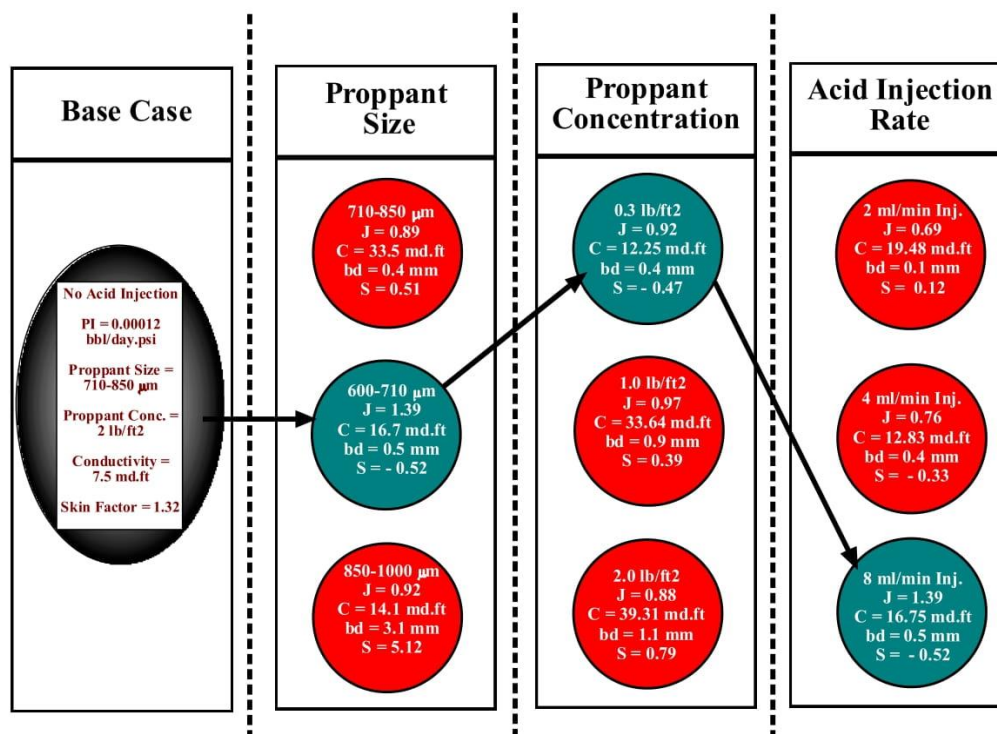 Base Case
No Acid Injection
PI = 0.00012
bbl/day.psi
Proppant Size =
710-850 µm
Proppant Conc. =
2 lb/ft2
Conductivity =
7.5 md.ft
Skin Factor = 1.32
Proppant
Size
710-850 µm
J = 0.89
C = 33.5 md.ft
bd = 0.4 mm
S = 0.51
600-710 µm
J = 1.39
C = 16.7 md.ft
bd = 0.5 mm
S = - 0.52
850-1000 µm
J = 0.92
C = 14.1 md.ft
bd = 3.1 mm
S = 5.12
Proppant
Concentration
0.3 lb/ft2
J = 0.92
C = 12.25 md.ft
bd = 0.4 mm
S = - 0.47
1.0 lb/ft2
J = 0.97
C = 33.64 md.ft
bd = 0.9 mm
S = 0.39
2.0 lb/ft2
J = 0.88
C = 39.31 md.ft
bd = 1.1 mm
S = 0.79
Acid Injection
Rate
2 ml/min Inj.
J = 0.69
C = 19.48 md.ft
bd = 0.1 mm
S = 0.12
4 ml/min Inj.
J = 0.76
C = 12.83 md.ft
bd = 0.4 mm
S = - 0.33
8 ml/min Inj.
J = 1.39
C = 16.75 md.ft
bd = 0.5 mm
S = - 0.52